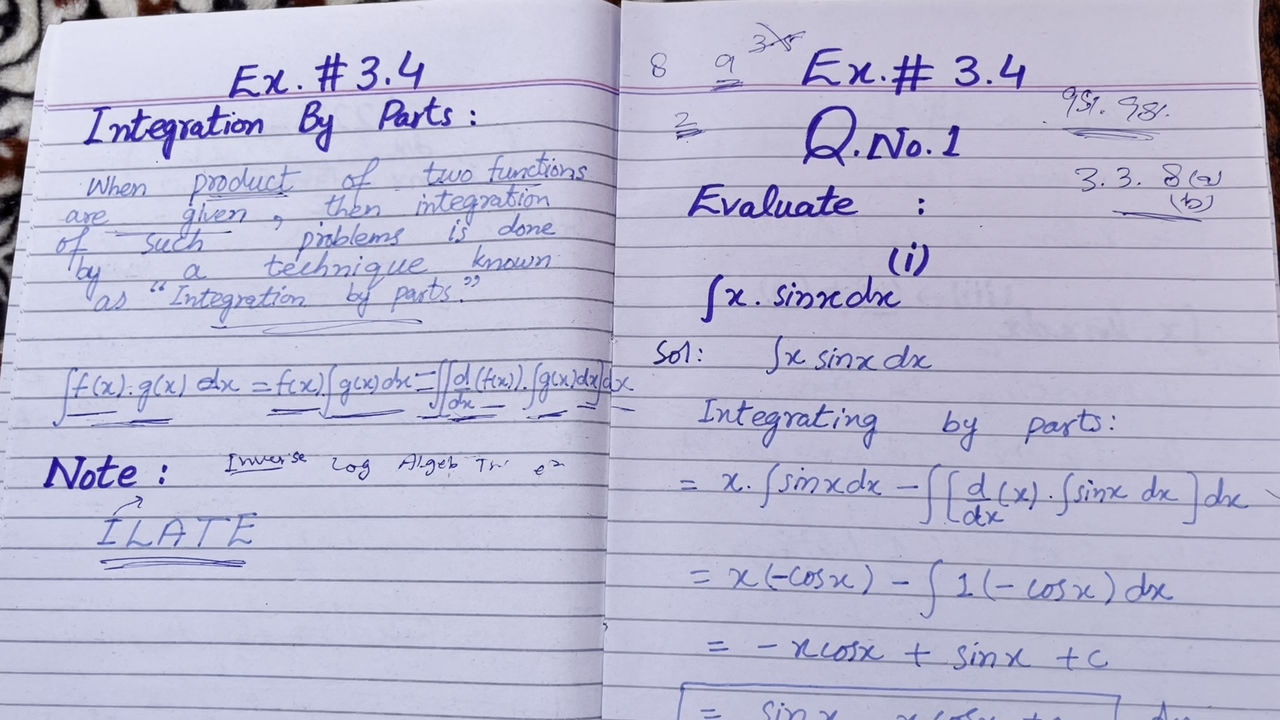 Ex. # 3.4
Integration By Parts :
When product of two functions
are given, then integration
of such problems is done
by a technique known
as "Integration by parts."
∫f(x).g(x) dx = f(x)∫g(x)dx - ∫[d/dx (f(x)).∫g(x)dx]dx
Note : Inverse Log Algeb Tri e^x
ILATE
8 9
Ex. # 3.4
2
Q.No.1
3.3. 8(a)
(b)
Evaluate :
(i)
∫x. sinxdx
Sol: ∫x sinx dx
Integrating by parts:
= x.∫sinxdx - ∫[d/dx (x).∫sinx dx]dx
= x(-cosx) - ∫1(-cosx) dx
= -xcosx + sinx + c
= sinx - xcosx + c